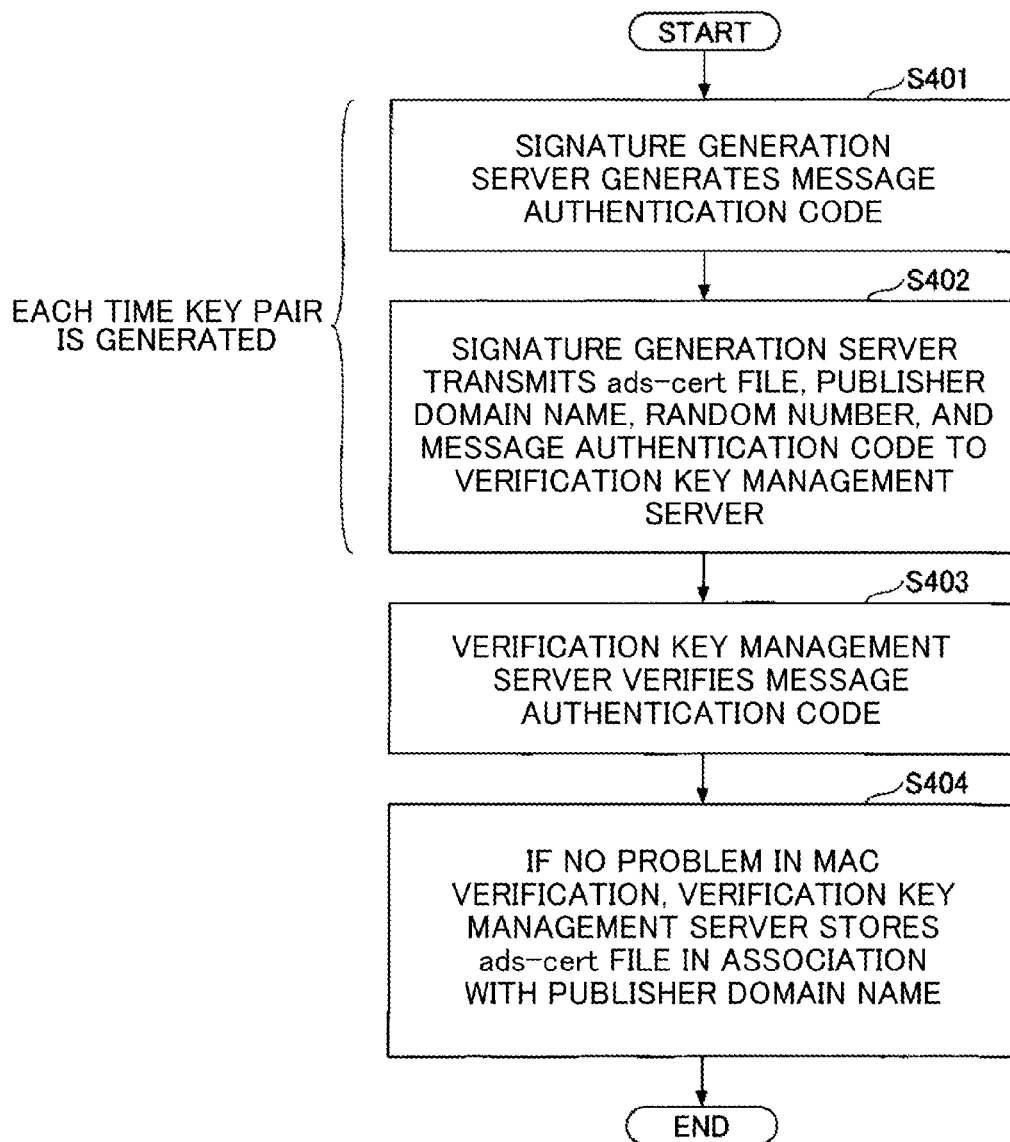 START
S401
SIGNATURE GENERATION
SERVER GENERATES MESSAGE
AUTHENTICATION CODE
EACH TIME KEY PAIR
IS GENERATED
S402
SIGNATURE GENERATION SERVER
TRANSMITS ads-cert FILE, PUBLISHER
DOMAIN NAME, RANDOM NUMBER, AND
MESSAGE AUTHENTICATION CODE TO
VERIFICATION KEY MANAGEMENT
SERVER
S403
VERIFICATION KEY MANAGEMENT
SERVER VERIFIES MESSAGE
AUTHENTICATION CODE
S404
IF NO PROBLEM IN MAC
VERIFICATION, VERIFICATION KEY
MANAGEMENT SERVER STORES
ads-cert FILE IN ASSOCIATION
WITH PUBLISHER DOMAIN NAME
END